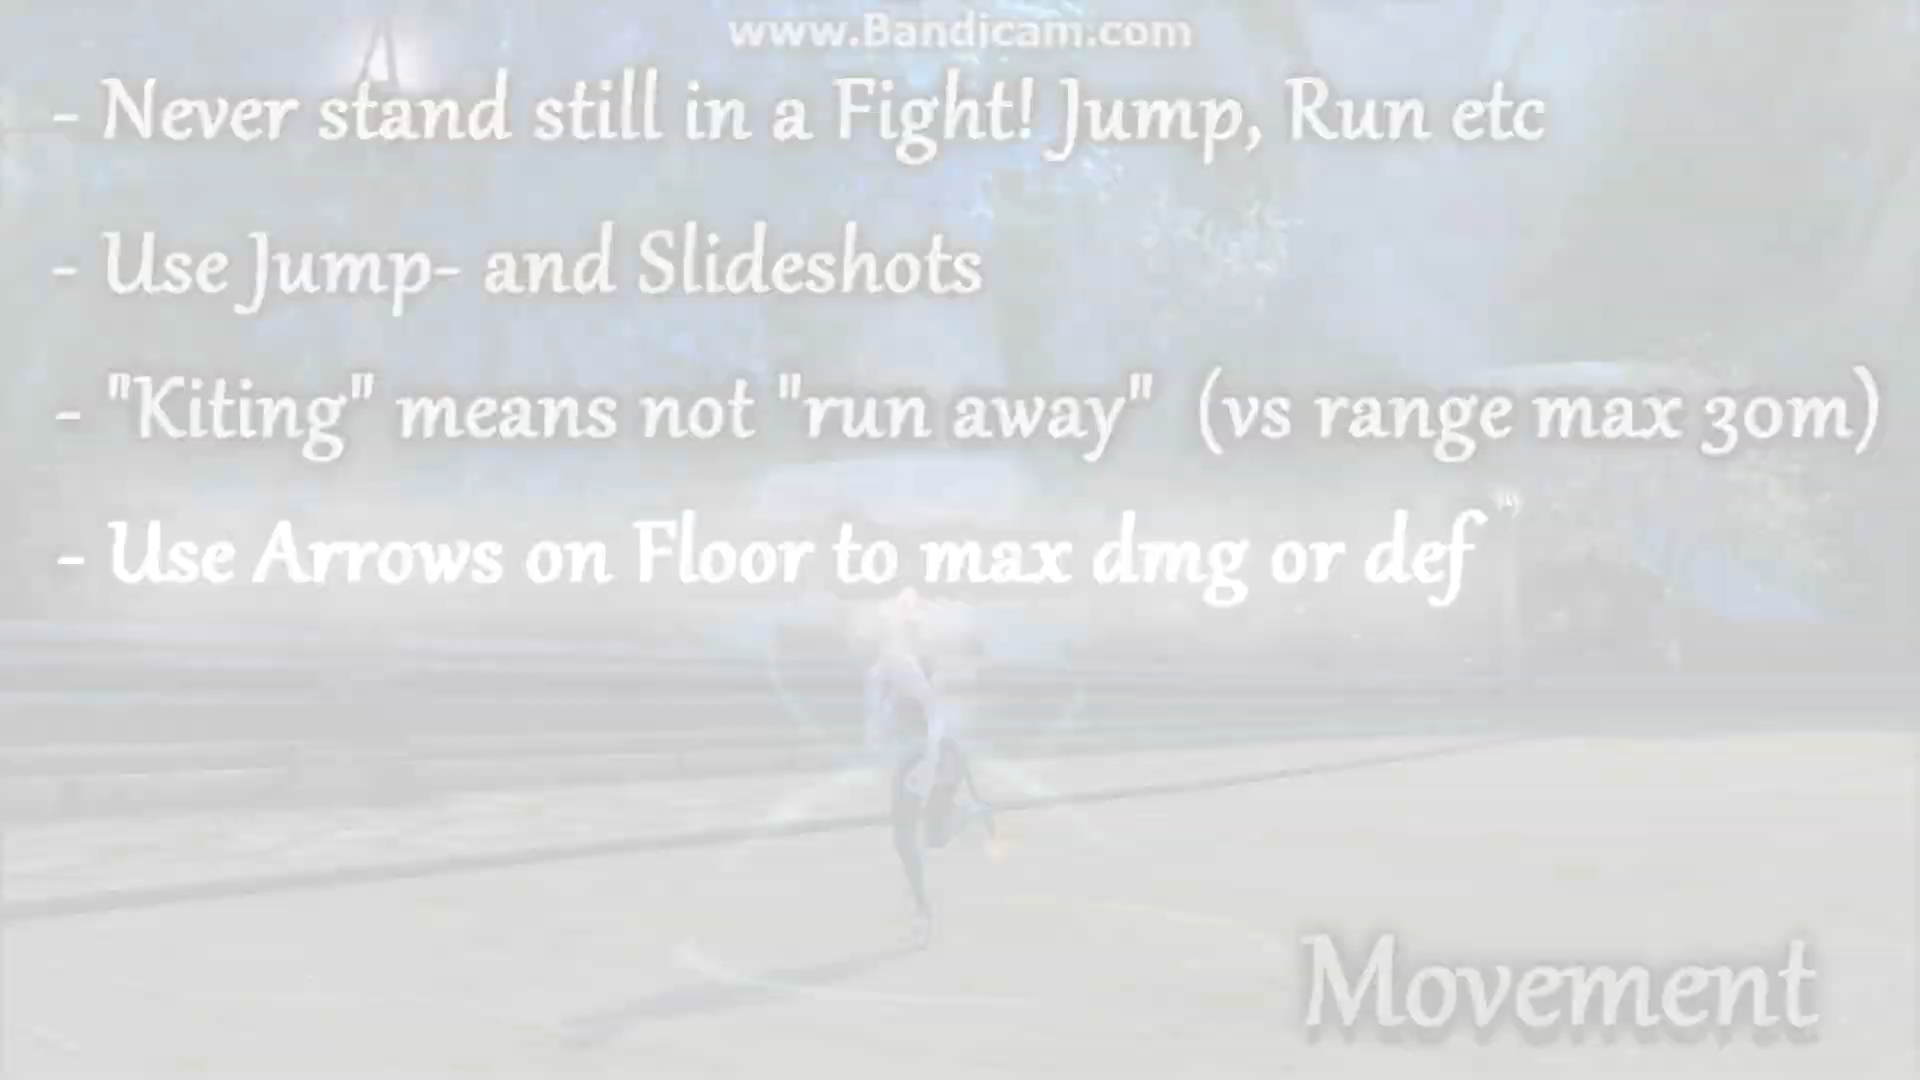 www.Bandicam.com
- Never stand still in a Fight! Jump, Run etc
- Use Jump- and Slideshots
- "Kiting" means not "run away" (vs range max 30m)
- Use Arrows on Floor to max dmg or def
Movement